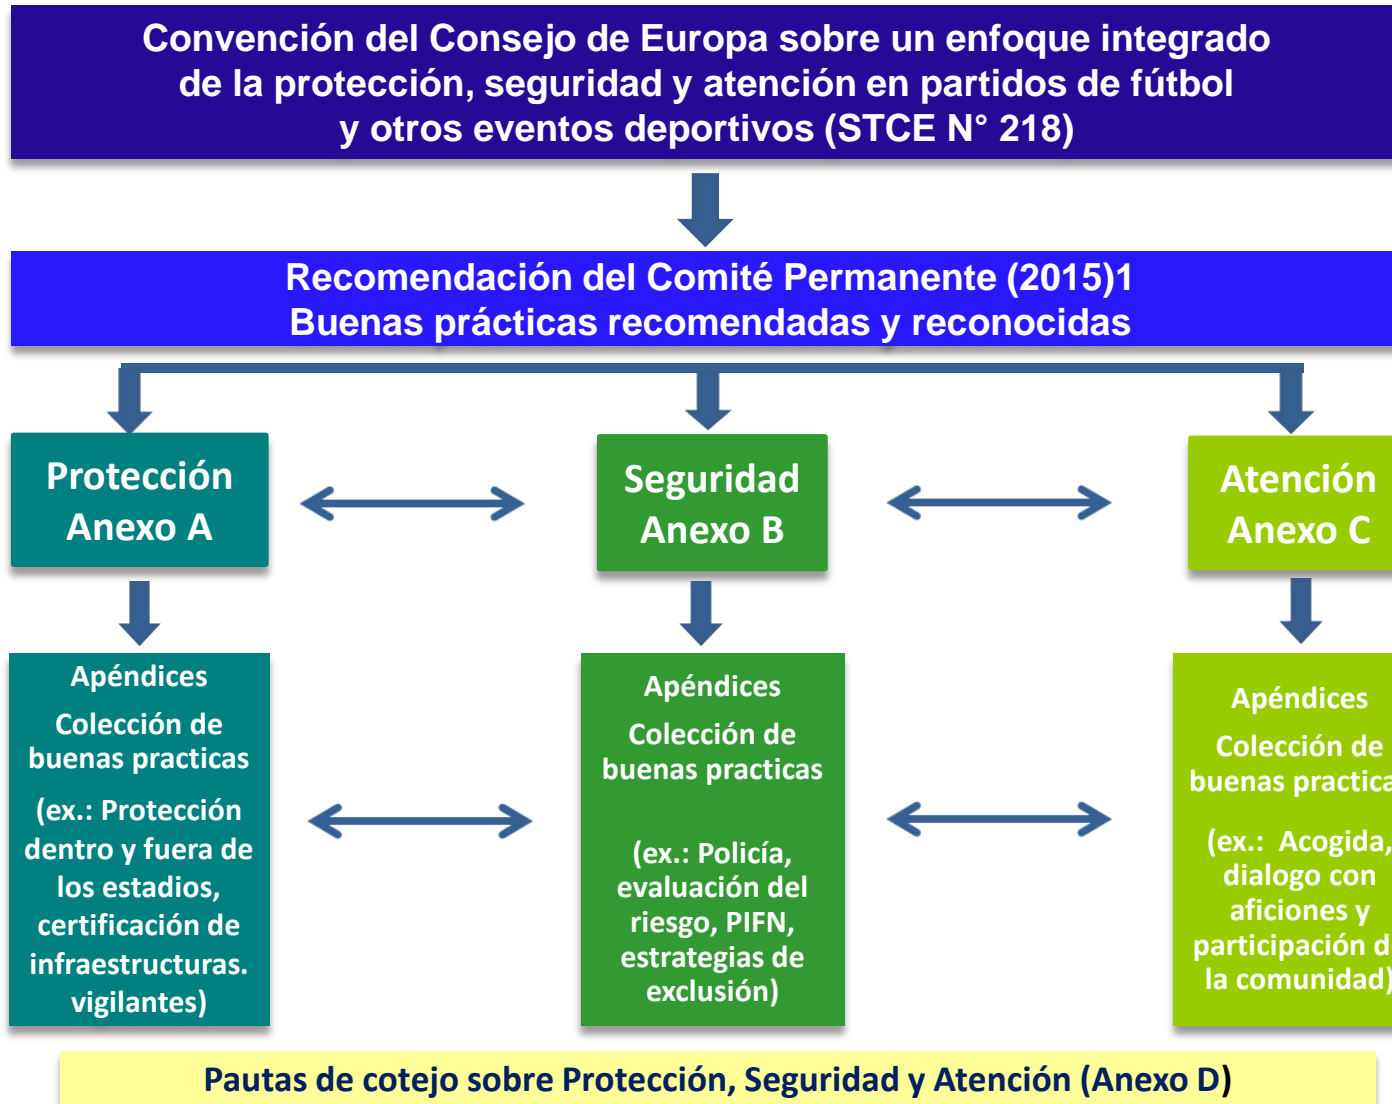 Convención del Consejo de Europa sobre un enfoque integrado
de la protección, seguridad y atención en partidos de fútbol
y otros eventos deportivos (STCE N° 218)
Recomendación del Comité Permanente (2015)1
Buenas prácticas recomendadas y reconocidas
Protección
Anexo A
Seguridad
Anexo B
Atención
Anexo C
Apéndices
Colección de
buenas practicas
(ex.: Protección
dentro y fuera de
los estadios,
certificación de
infraestructuras.
vigilantes)
Apéndices
Colección de
buenas practicas
(ex.: Policía,
evaluación del
riesgo, PIFN,
estrategias de
exclusión)
Apéndices
Colección de
buenas practica
(ex.: Acogida,
dialogo con
aficiones y
participación d
la comunidad)
Pautas de cotejo sobre Protección, Seguridad y Atención (Anexo D)